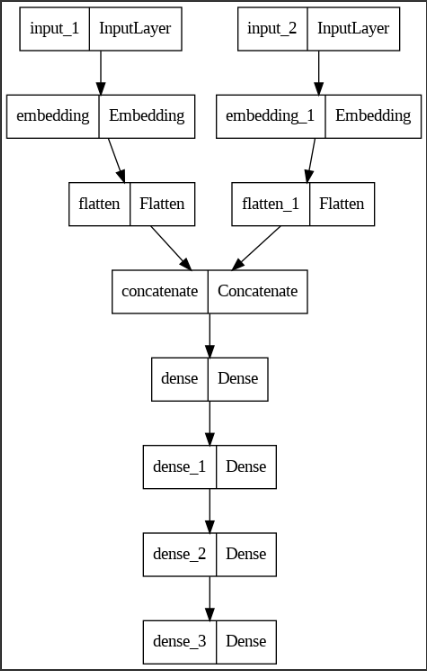 input_1 InputLayer input_2 InputLayer
embedding Embedding embedding_1 Embedding
flatten Flatten flatten_1 Flatten
concatenate Concatenate
dense Dense
dense_1 Dense
dense_2 Dense
dense_3 Dense